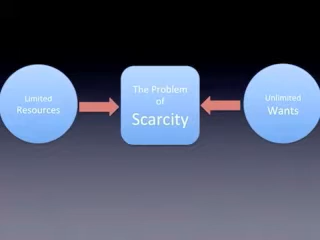 Limited
Resources
The Problem
of
Scarcity
Unlimited
Wants